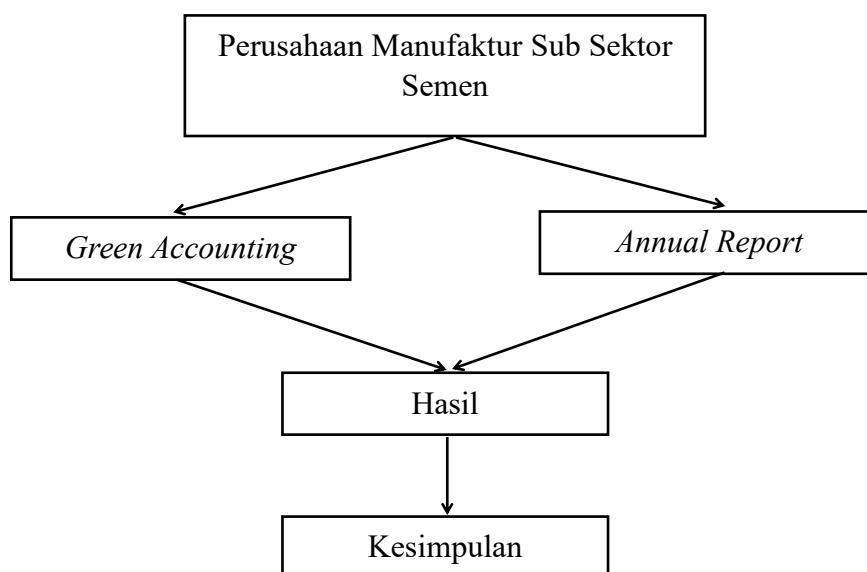 Perusahaan Manufaktur Sub Sektor
Semen
Green Accounting
Annual Report
Hasil
Kesimpulan